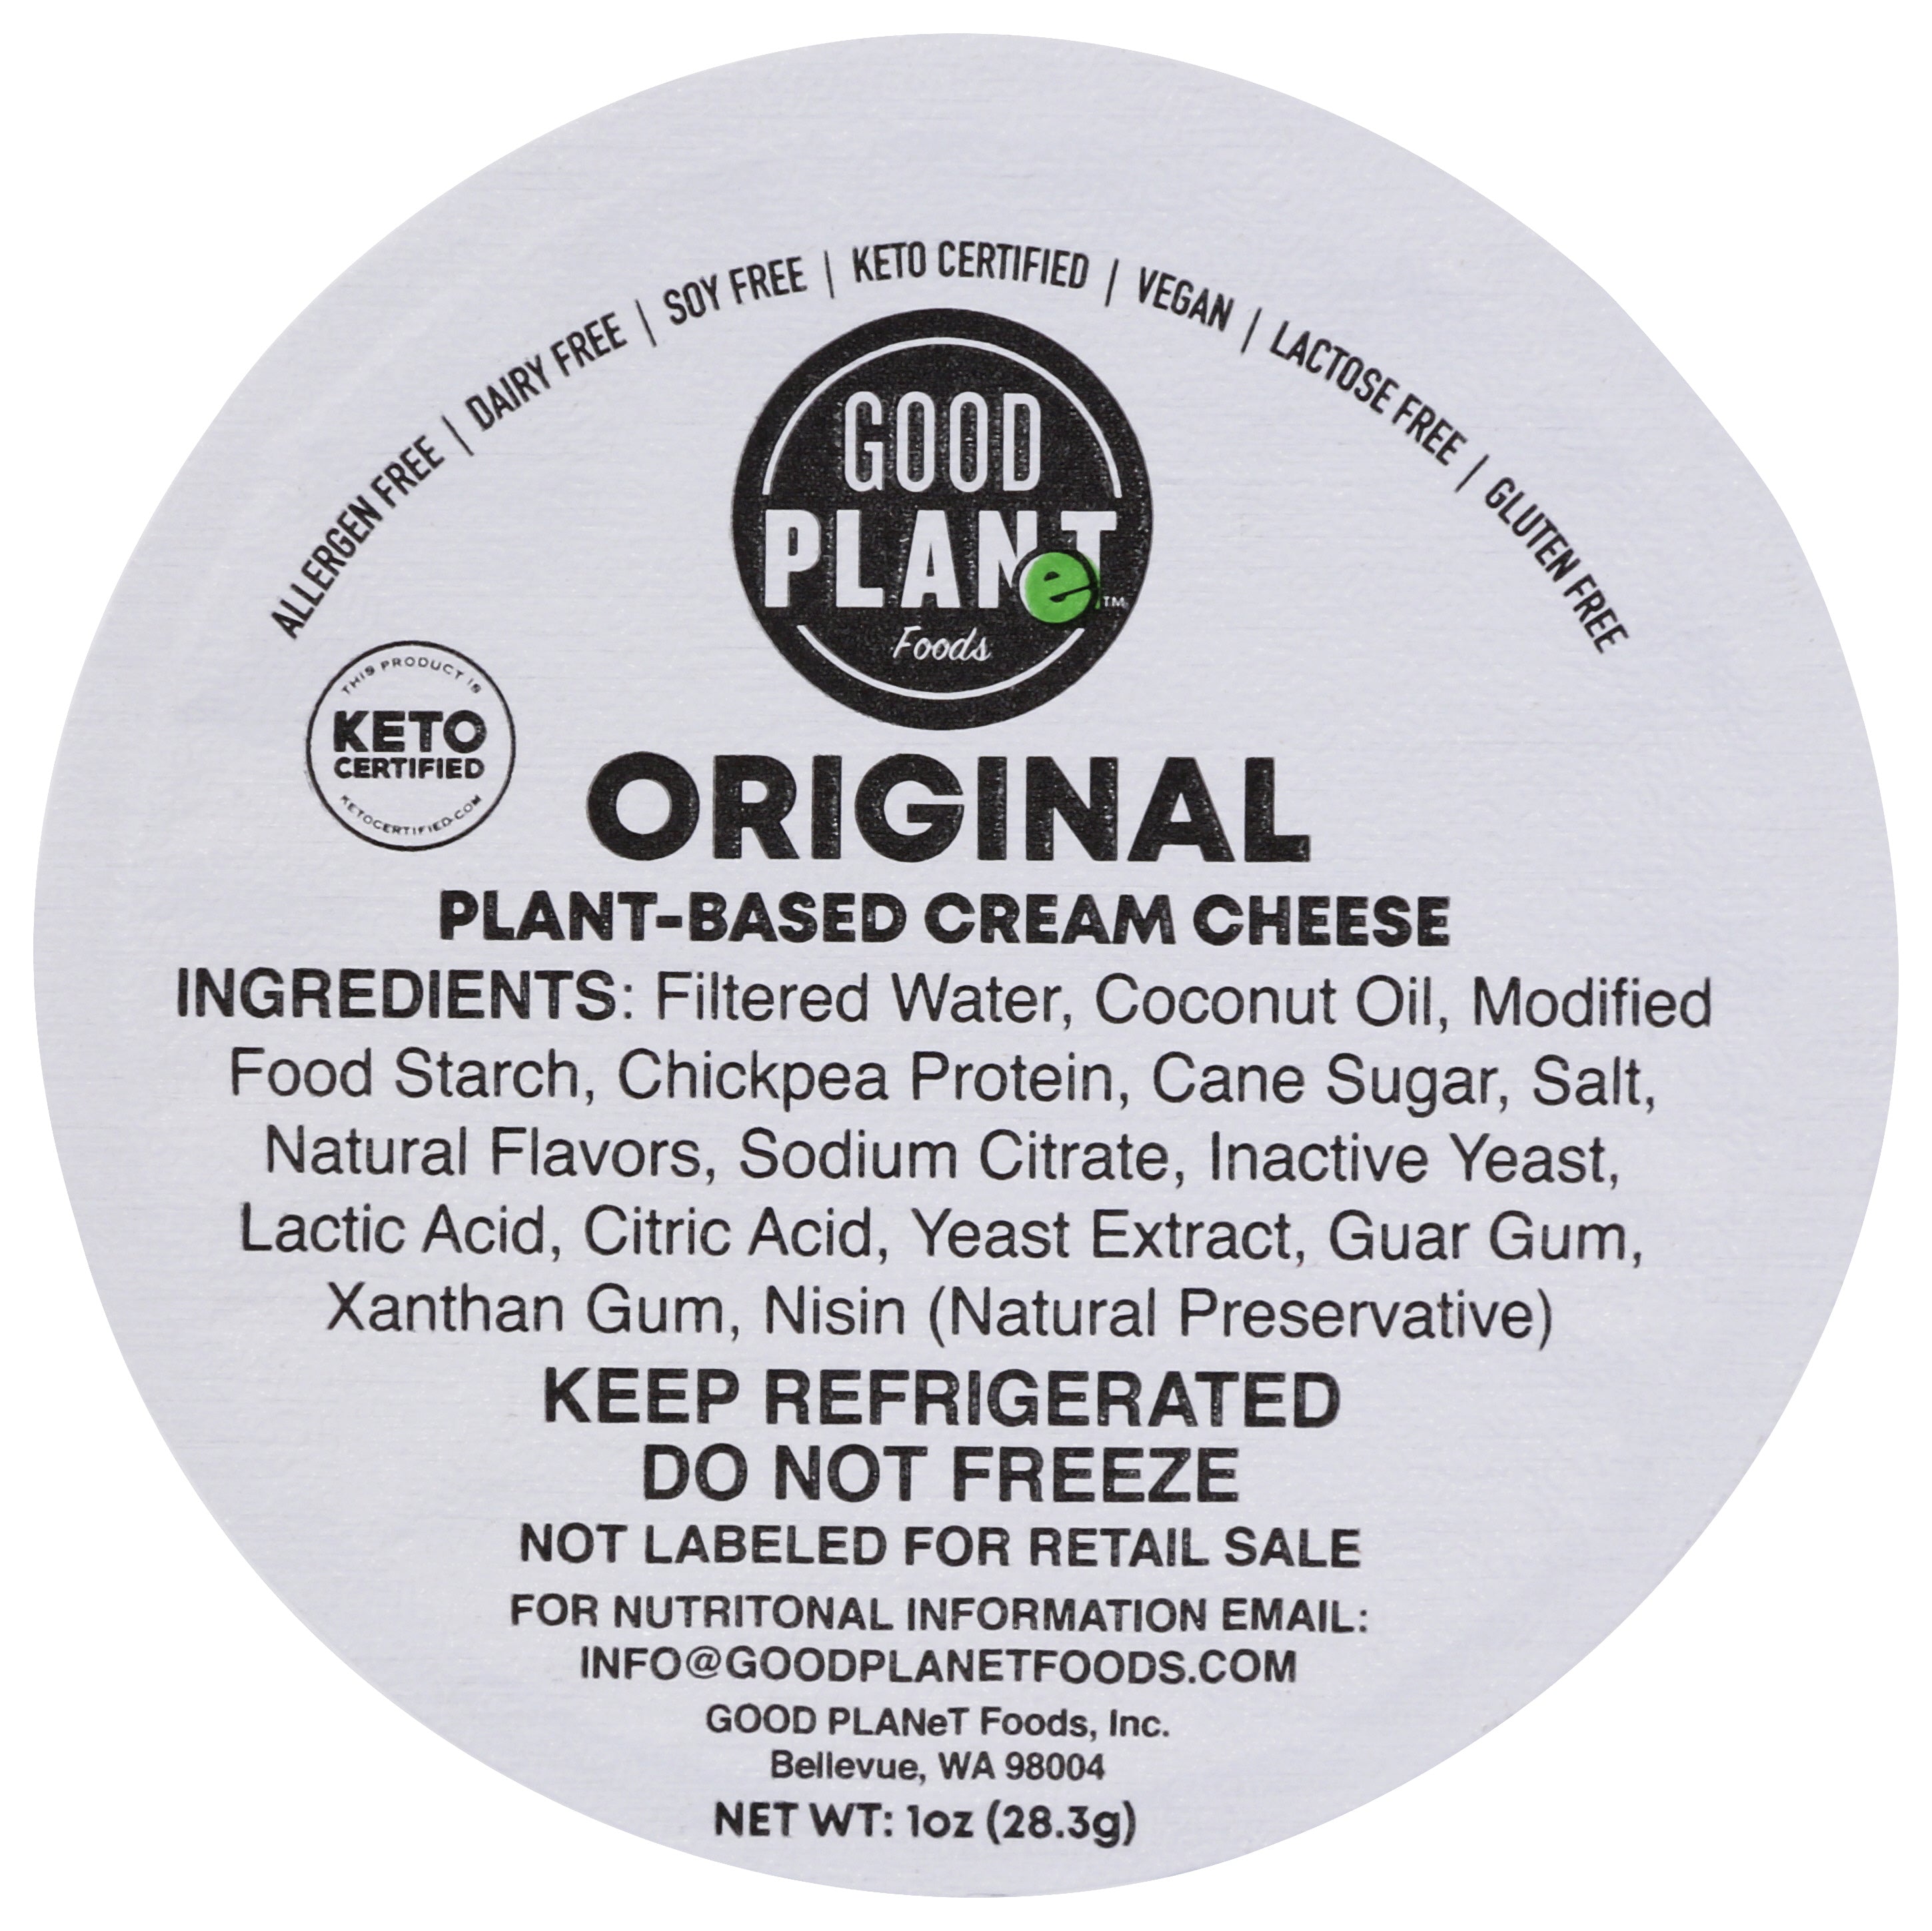 ALLERGEN FREE | DAIRY FREE | SOY FREE | KETO CERTIFIED | VEGAN | LACTOSE FREE | GLUTEN FREE
GOOD
PLANeT™
Foods
THIS PRODUCT IS
KETO
CERTIFIED
KETOCERTIFIED.COM
ORIGINAL
PLANT-BASED CREAM CHEESE
INGREDIENTS: Filtered Water, Coconut Oil, Modified
Food Starch, Chickpea Protein, Cane Sugar, Salt,
Natural Flavors, Sodium Citrate, Inactive Yeast,
Lactic Acid, Citric Acid, Yeast Extract, Guar Gum,
Xanthan Gum, Nisin (Natural Preservative)
KEEP REFRIGERATED
DO NOT FREEZE
NOT LABELED FOR RETAIL SALE
FOR NUTRITONAL INFORMATION EMAIL:
INFO@GOODPLANETFOODS.COM
GOOD PLANeT Foods, Inc.
Bellevue, WA 98004
NET WT: 1oz (28.3g)